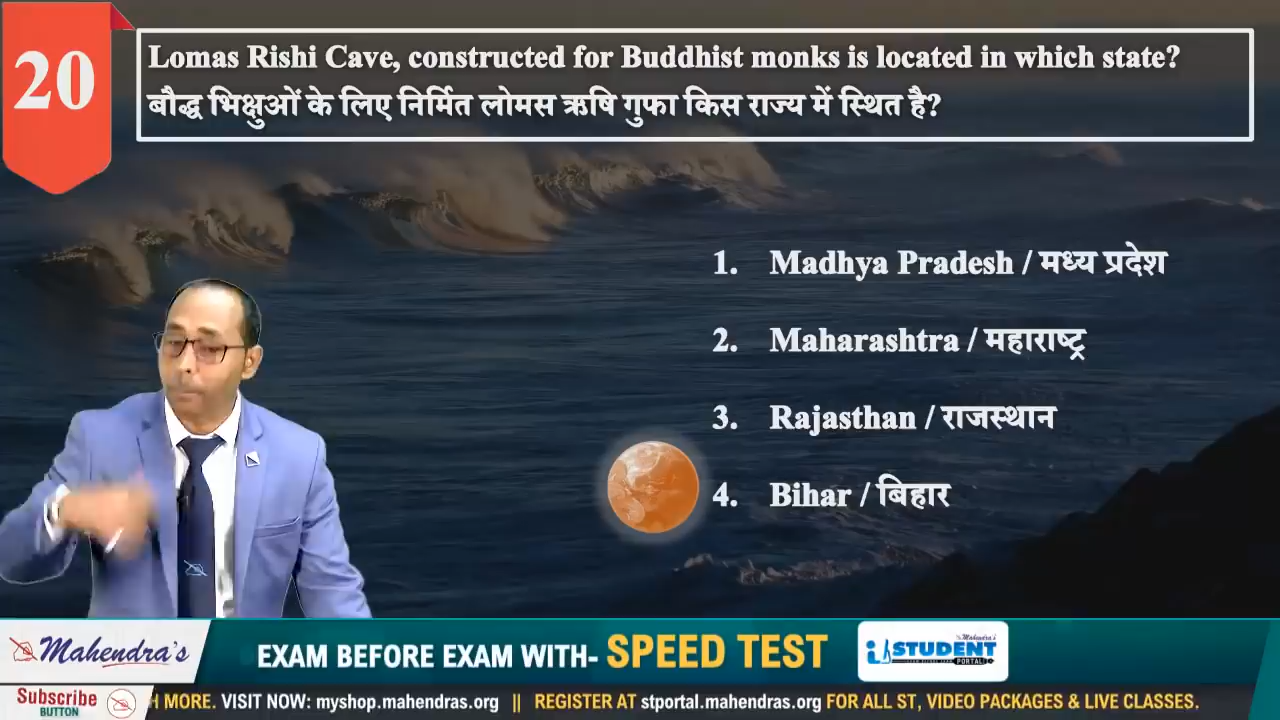 20
Lomas Rishi Cave, constructed for Buddhist monks is located in which state?
बौद्ध भिक्षुओं के लिए निर्मित लोमस ऋषि गुफा किस राज्य में स्थित है?
1. Madhya Pradesh / मध्य प्रदेश
2. Maharashtra / महाराष्ट्र
3. Rajasthan / राजस्थान
4. Bihar / बिहार
Mahendra's
EXAM BEFORE EXAM WITH- SPEED TEST
Mahendra's
STUDENT
PORTAL
Subscribe
BUTTON
H MORE. VISIT NOW: myshop.mahendras.org || REGISTER AT stportal.mahendras.org FOR ALL ST, VIDEO PACKAGES & LIVE CLASSES.